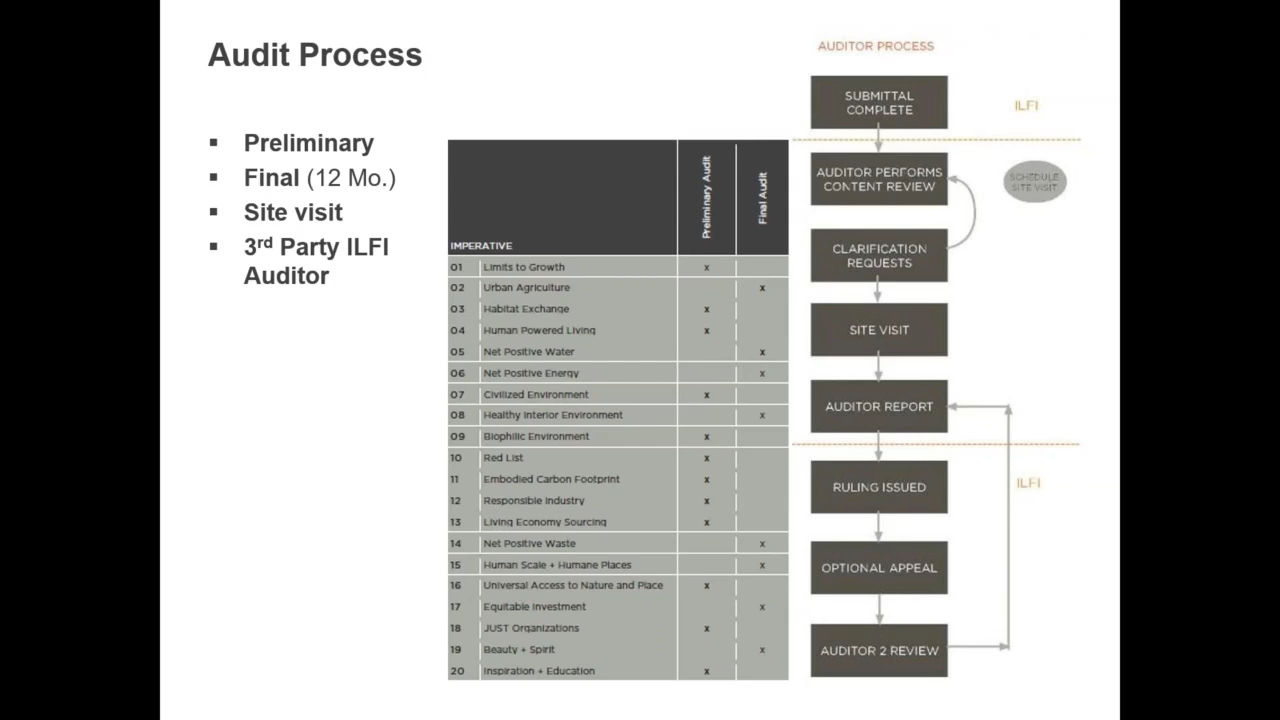 Audit Process
▪ Preliminary
▪ Final (12 Mo.)
▪ Site visit
▪ 3rd Party ILFI
Auditor
IMPERATIVE Preliminary Audit Final Audit
01 Limits to Growth x
02 Urban Agriculture x
03 Habitat Exchange x
04 Human Powered Living x
05 Net Positive Water x
06 Net Positive Energy x
07 Civilized Environment x
08 Healthy Interior Environment x
09 Biophilic Environment x
10 Red List x
11 Embodied Carbon Footprint x
12 Responsible Industry x
13 Living Economy Sourcing x
14 Net Positive Waste x
15 Human Scale + Humane Places x
16 Universal Access to Nature and Place x
17 Equitable Investment x
18 JUST Organizations x
19 Beauty + Spirit x
20 Inspiration + Education x
AUDITOR PROCESS
SUBMITTAL
COMPLETE
ILFI
AUDITOR PERFORMS
CONTENT REVIEW
SCHEDULE
SITE VISIT
CLARIFICATION
REQUESTS
SITE VISIT
AUDITOR REPORT
RULING ISSUED
ILFI
OPTIONAL APPEAL
AUDITOR 2 REVIEW